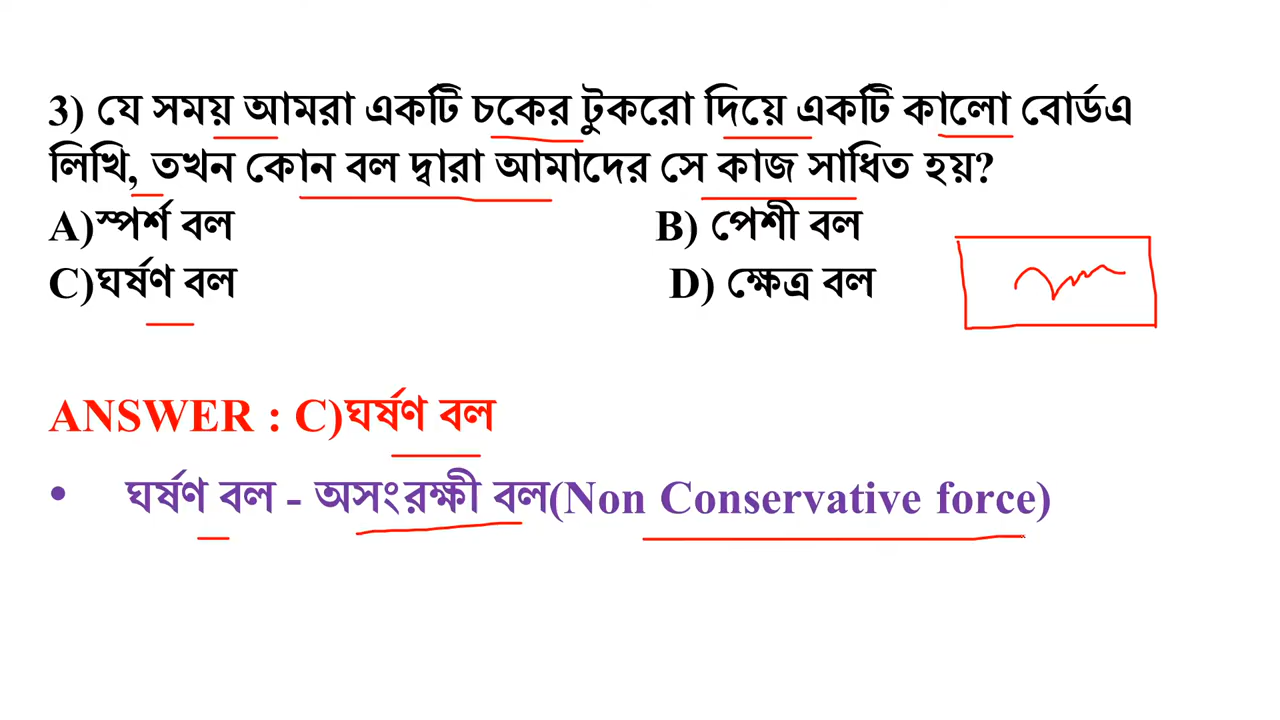 3) যে সময় আমরা একটি চকের টুকরো দিয়ে একটি কালো বোর্ডএ
লিখি, তখন কোন বল দ্বারা আমাদের সে কাজ সাধিত হয়?
A)স্পর্শ বল B) পেশী বল
C)ঘর্ষণ বল D) ক্ষেত্র বল
ANSWER : C)ঘর্ষণ বল
• ঘর্ষণ বল - অসংরক্ষী বল(Non Conservative force)